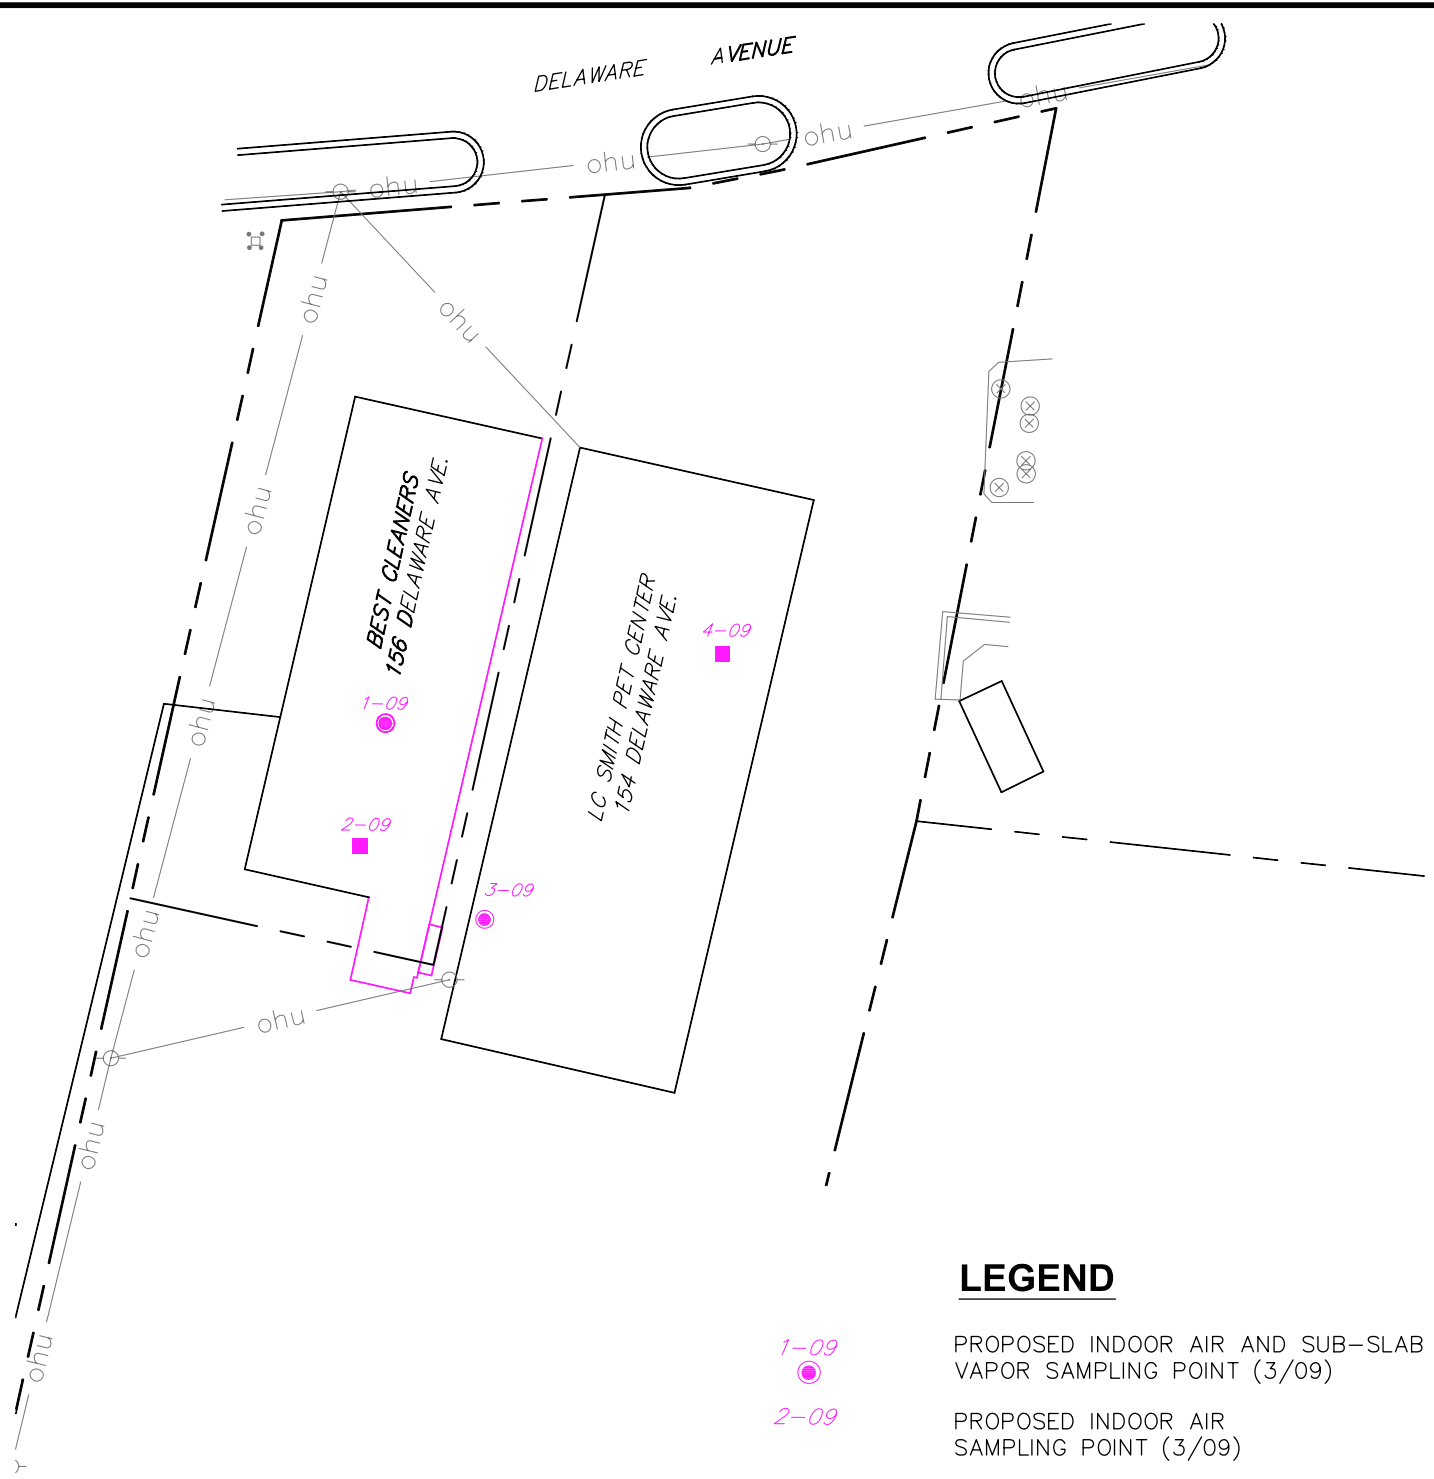 DELAWARE AVENUE
ohu
ohu
ohu
ohu
ohu
ohu
ohu
BEST CLEANERS
156 DELAWARE AVE.
LC SMITH PET CENTER
154 DELAWARE AVE.
4-09
1-09
ohu
2-09
3-09
ohu
ohu
ohu
ohu
LEGEND
1-09
PROPOSED INDOOR AIR AND SUB-SLAB
VAPOR SAMPLING POINT (3/09)
2-09
PROPOSED INDOOR AIR
SAMPLING POINT (3/09)